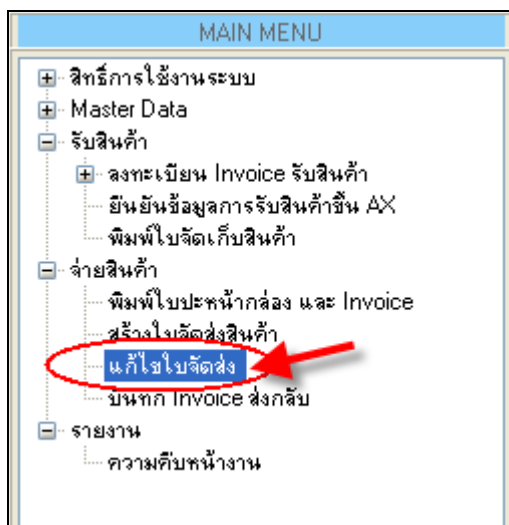 MAIN MENU
สิทธิ์การใช้งานระบบ
Master Data
รับสินค้า
ลงทะเบียน Invoice รับสินค้า
ยืนยันข้อมูลการรับสินค้าขึ้น AX
พิมพ์ใบจัดเก็บสินค้า
จ่ายสินค้า
พิมพ์ใบปะหน้ากล่อง และ Invoice
สร้างใบจัดส่งสินค้า
แก้ไขใบจัดส่ง
บันทึก Invoice ส่งกลับ
รายงาน
ความคืบหน้างาน